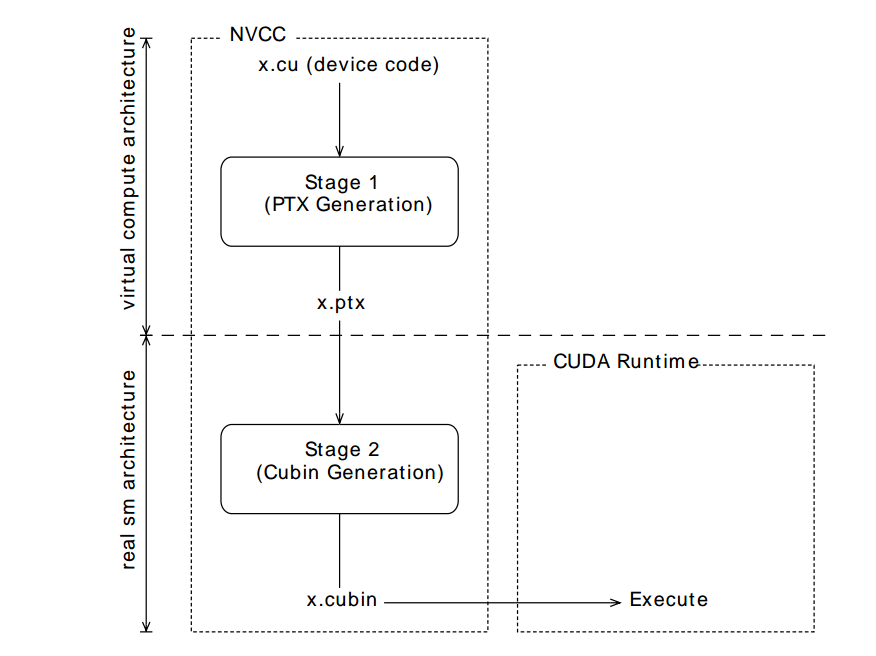 NVCC
x.cu (device code)
virtual compute architecture
Stage 1
(PTX Generation)
x.ptx
CUDA Runtime
real sm architecture
Stage 2
(Cubin Generation)
x.cubin
Execute